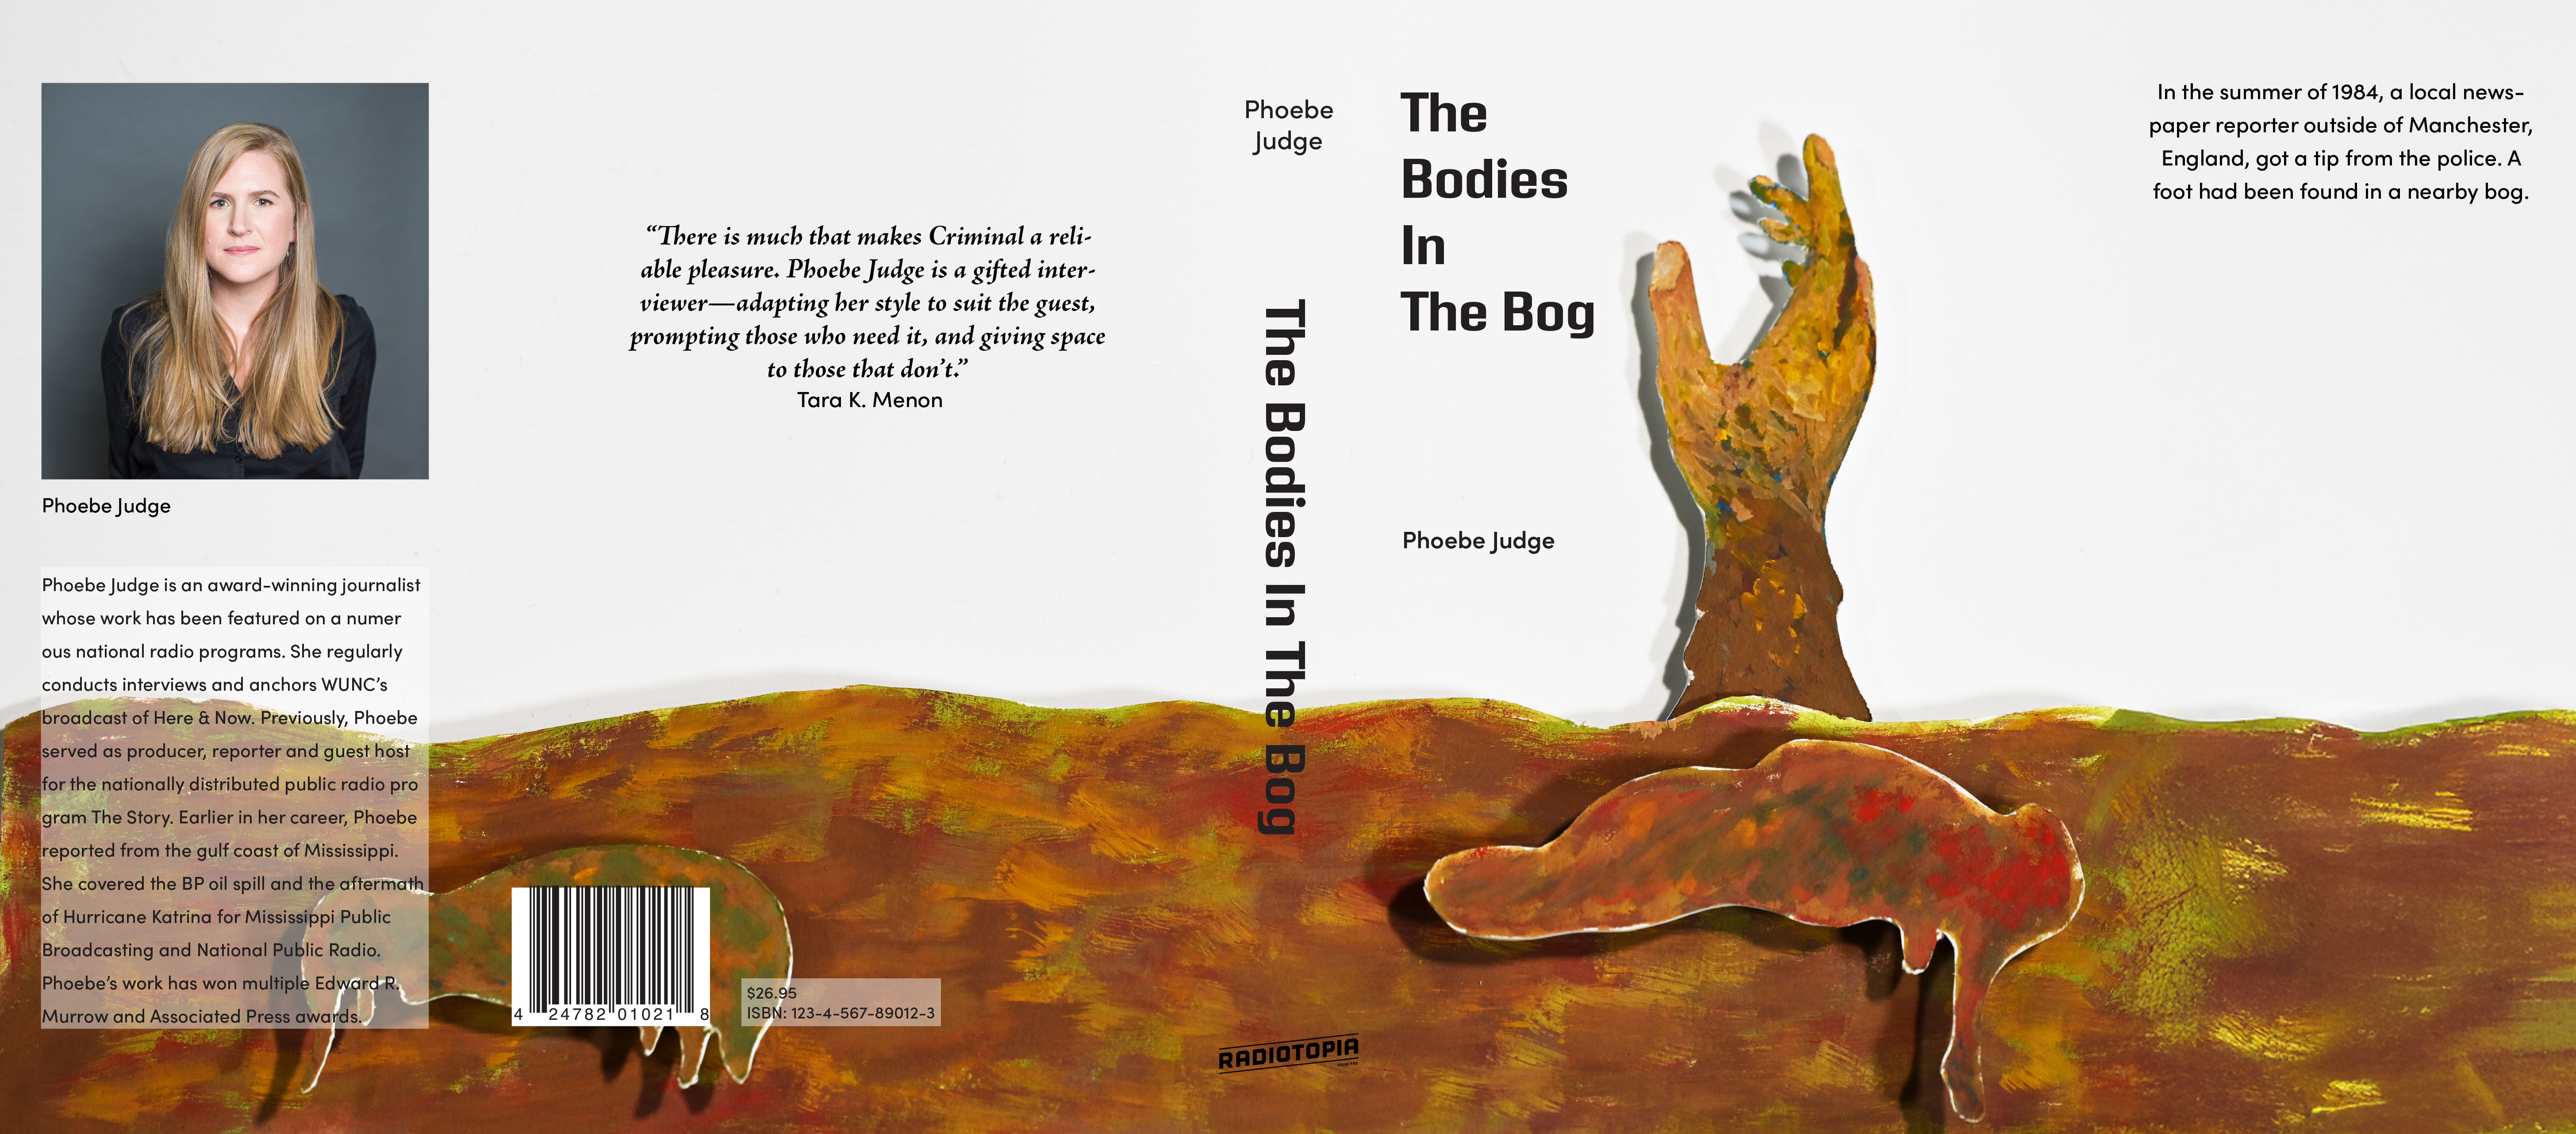 Phoebe Judge
Phoebe Judge is an award-winning journalist
whose work has been featured on a numer
ous national radio programs. She regularly
conducts interviews and anchors WUNC’s
broadcast of Here & Now. Previously, Phoebe
served as producer, reporter and guest host
for the nationally distributed public radio pro
gram The Story. Earlier in her career, Phoebe
reported from the gulf coast of Mississippi.
She covered the BP oil spill and the aftermath
of Hurricane Katrina for Mississippi Public
Broadcasting and National Public Radio.
Phoebe’s work has won multiple Edward R.
Murrow and Associated Press awards.
“There is much that makes Criminal a reli-
able pleasure. Phoebe Judge is a gifted inter-
viewer—adapting her style to suit the guest,
prompting those who need it, and giving space
to those that don’t.”
Tara K. Menon
4 24782 01021 8
$26.95
ISBN: 123-4-567-89012-3
Phoebe
Judge
The Bodies In The Bog
RADIOTOPIA
The
Bodies
In
The Bog
Phoebe Judge
In the summer of 1984, a local news-
paper reporter outside of Manchester,
England, got a tip from the police. A
foot had been found in a nearby bog.